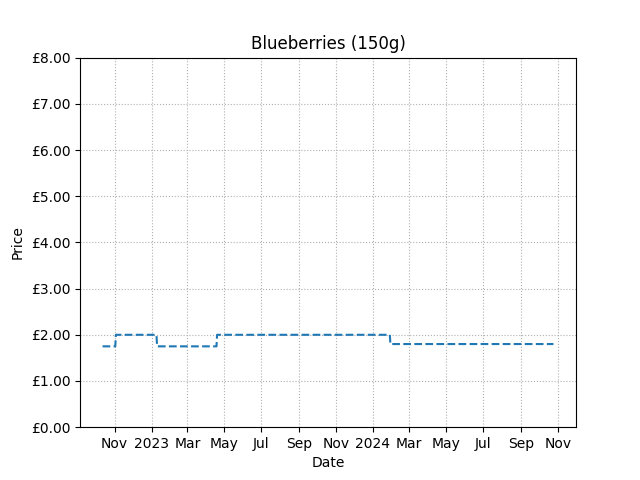 Blueberries (150g)
£8.00
£7.00
£6.00
£5.00
£4.00
£3.00
£2.00
£1.00
£0.00
Price
Nov 2023 Mar May Jul Sep Nov 2024 Mar May Jul Sep Nov
Date